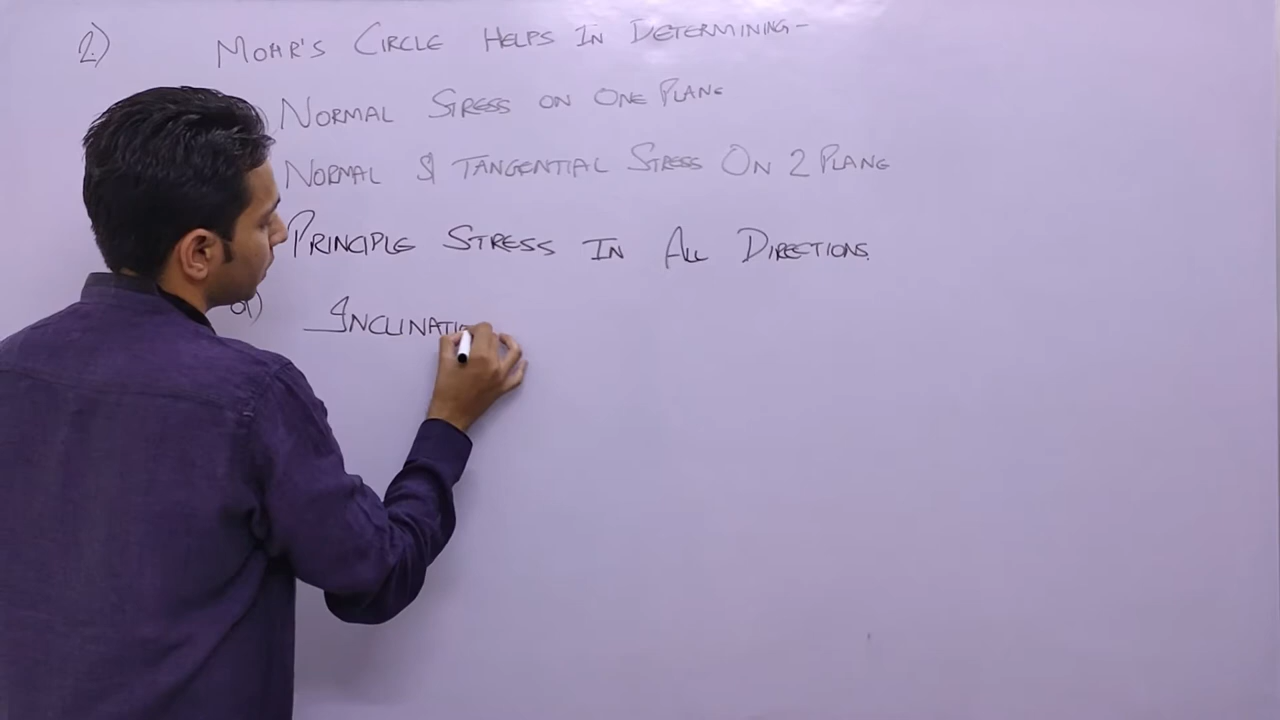 2.) MOHR'S CIRCLE HELPS IN DETERMINING-
) NORMAL STRESS ON ONE PLANE
NORMAL & TANGENTIAL STRESS ON 2 PLANE
PRINCIPLE STRESS IN ALL DIRECTIONS.
d) INCLINATI